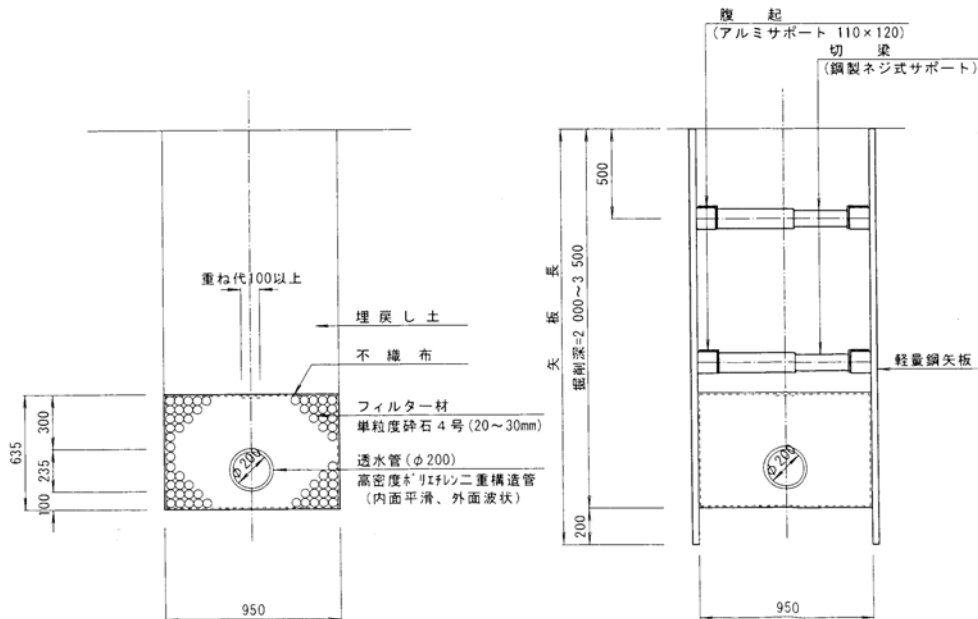 腹 起
(アルミサポート 110×120)
切 梁
(鋼製ネジ式サポート)
500
重ね代100以上
矢 板 長
掘削深=2 000~3 500
埋戻し土
不織布
軽量鋼矢板
フィルター材
単粒度砕石4号(20~30mm)
300
635
235
100
φ200
透水管(φ200)
高密度ポリエチレン二重構造管
(内面平滑、外面波状)
φ200
200
950
950